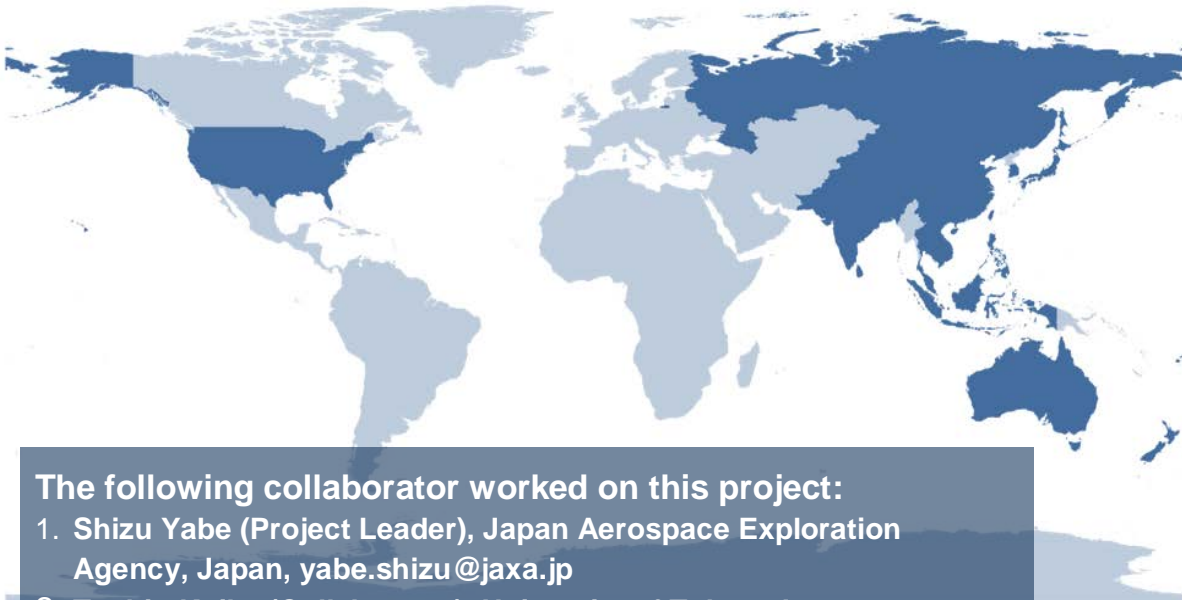 The following collaborator worked on this project:
1. Shizu Yabe (Project Leader), Japan Aerospace Exploration
Agency, Japan, yabe.shizu@jaxa.jp